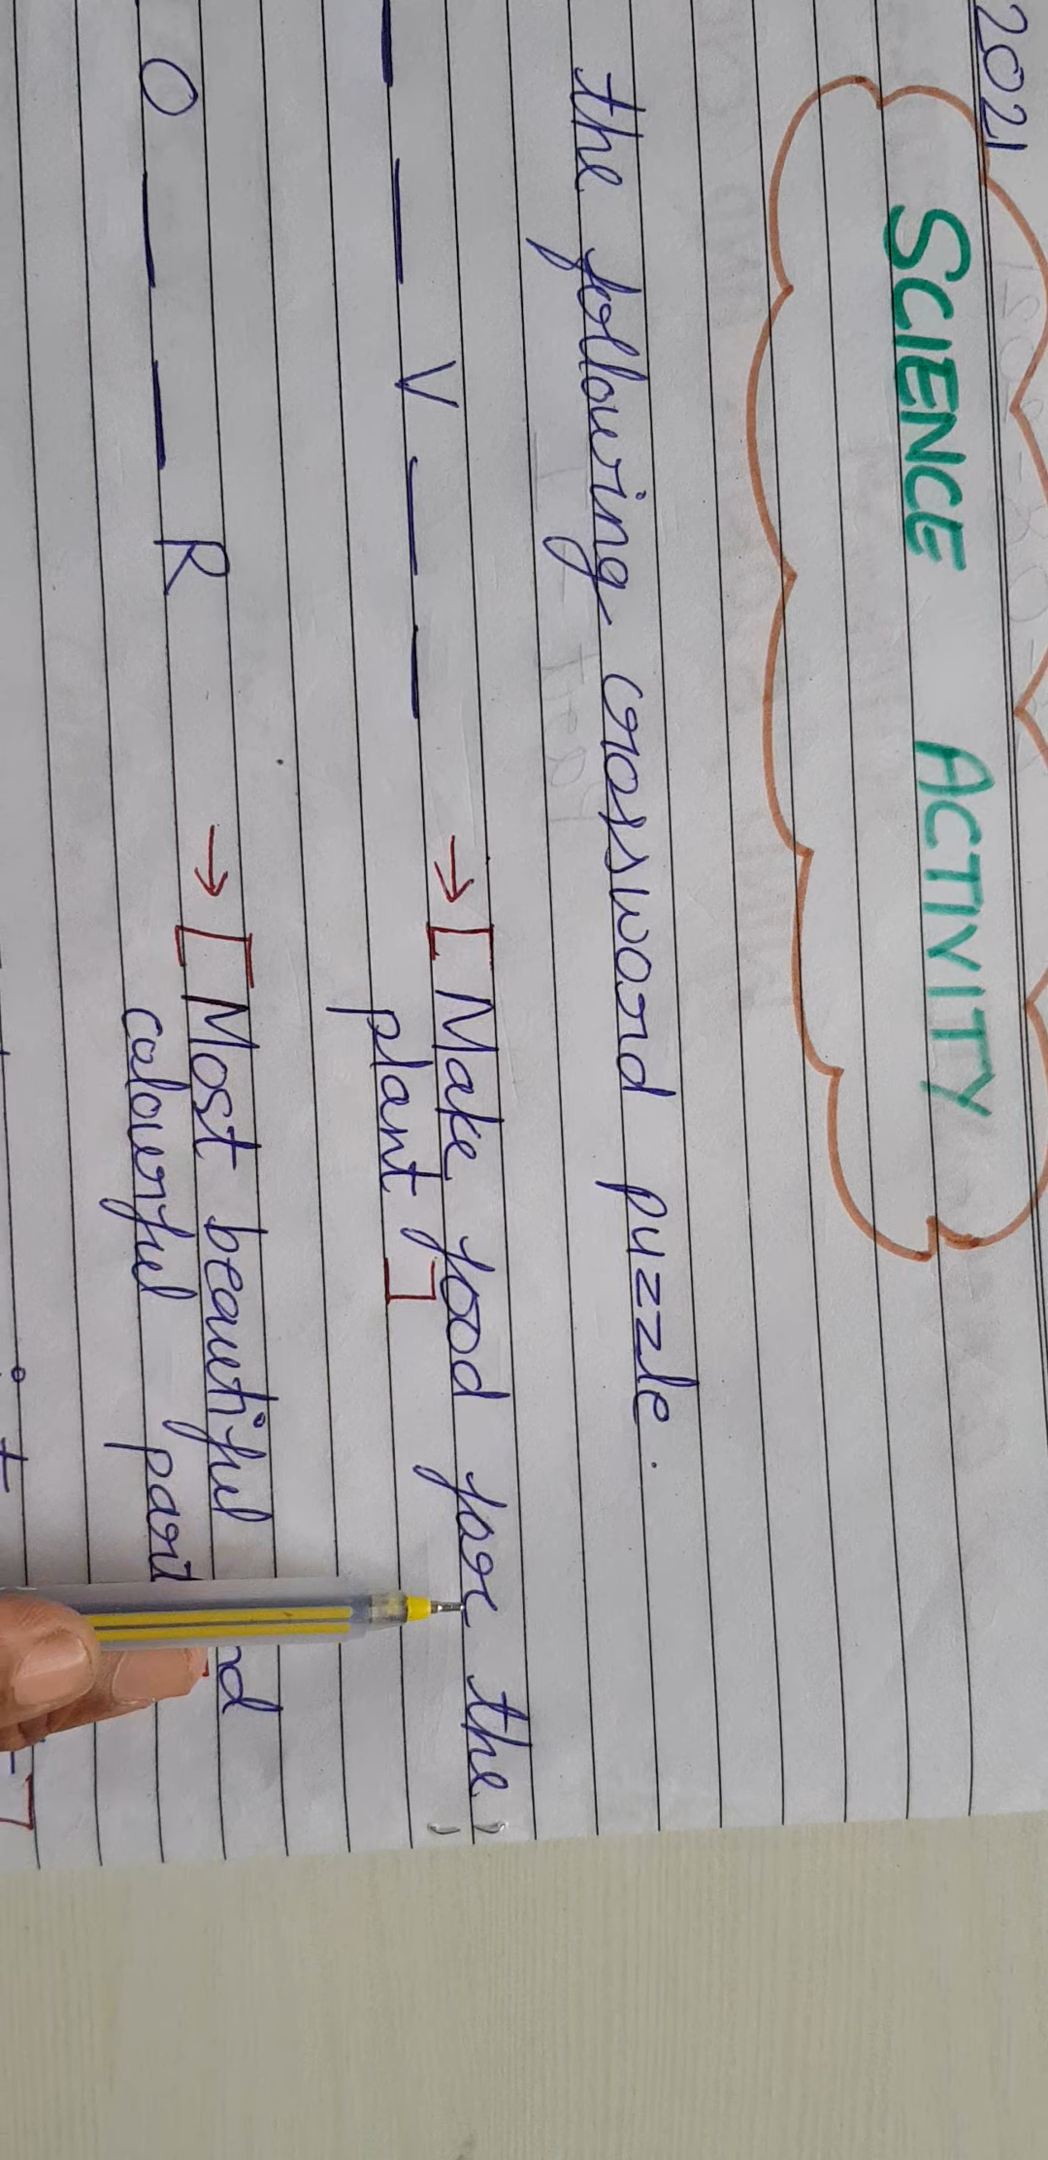 2021
SCIENCE ACTIVITY
the following crossword puzzle.
_ _ V _ _ → [Make food for the
plant]
O _ _ R → [Most beautiful
colourful part